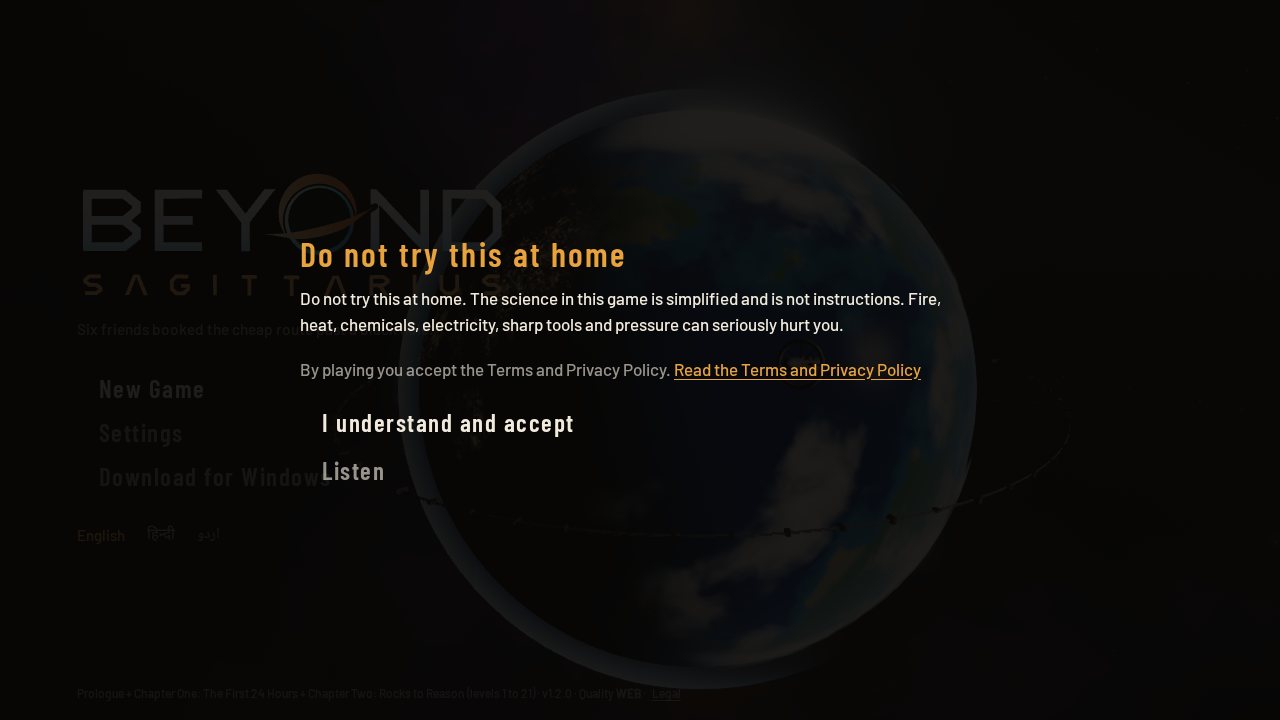 BEYOND
SAGITTARIUS
Do not try this at home
Do not try this at home. The science in this game is simplified and is not instructions. Fire,
heat, chemicals, electricity, sharp tools and pressure can seriously hurt you.
Six friends booked the cheap
By playing you accept the Terms and Privacy Policy. Read the Terms and Privacy Policy
New Game
I understand and accept
Settings
Listen
Download for Windows
English हिन्दी اردو
Prologue + Chapter One: The First 24 Hours + Chapter Two: Rocks to Reason (levels 1 to 21) · v1.2.0 · Quality WEB · Legal